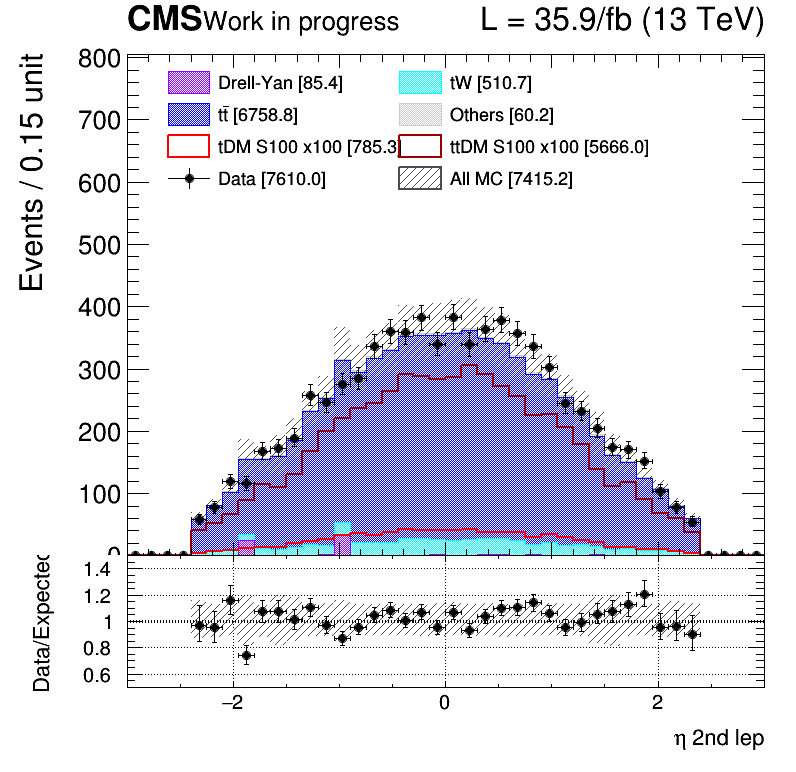 CMS Work in progress L = 35.9/fb (13 TeV)
Events / 0.15 unit
800
700
600
500
400
300
200
100
0
Drell-Yan [85.4] tW [510.7]
tt̄ [6758.8] Others [60.2]
tDM S100 x100 [785.3] ttDM S100 x100 [5666.0]
Data [7610.0] All MC [7415.2]
Data/Expected
1.4
1.2
1
0.8
0.6
−2 0 2
η 2nd lep